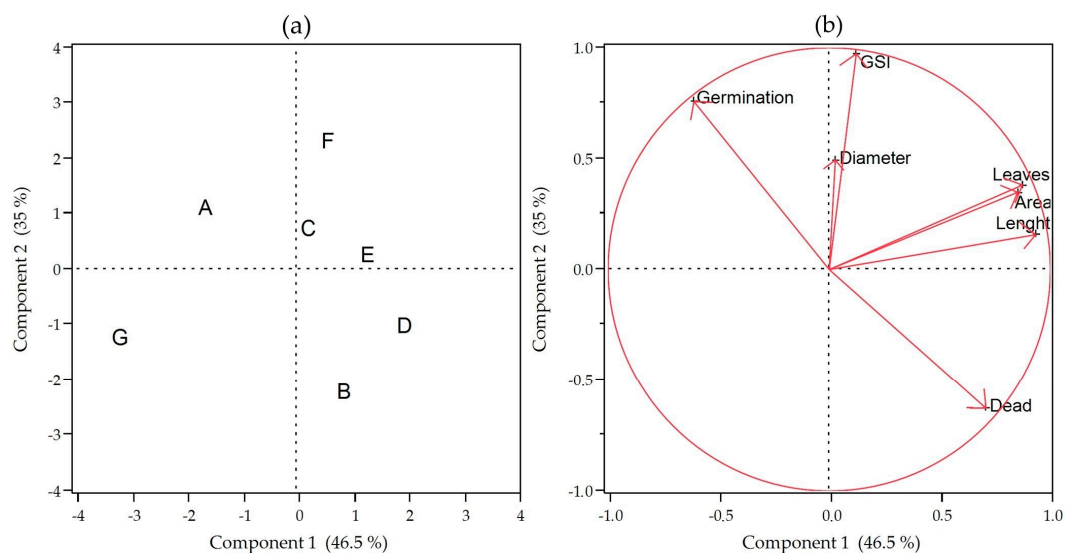 (a)
4
3
2
1
0
-1
-2
-3
-4
Component 2 (35 %)
F
A
C
E
D
G
B
-4
-3
-2
-1
0
1
2
3
4
Component 1 (46.5 %)
(b)
1.0
0.5
0.0
-0.5
-1.0
Component 2 (35 %)
GSI
Germination
Diameter
Leaves
Area
Lenght
Dead
-1.0
-0.5
0.0
0.5
1.0
Component 1 (46.5 %)